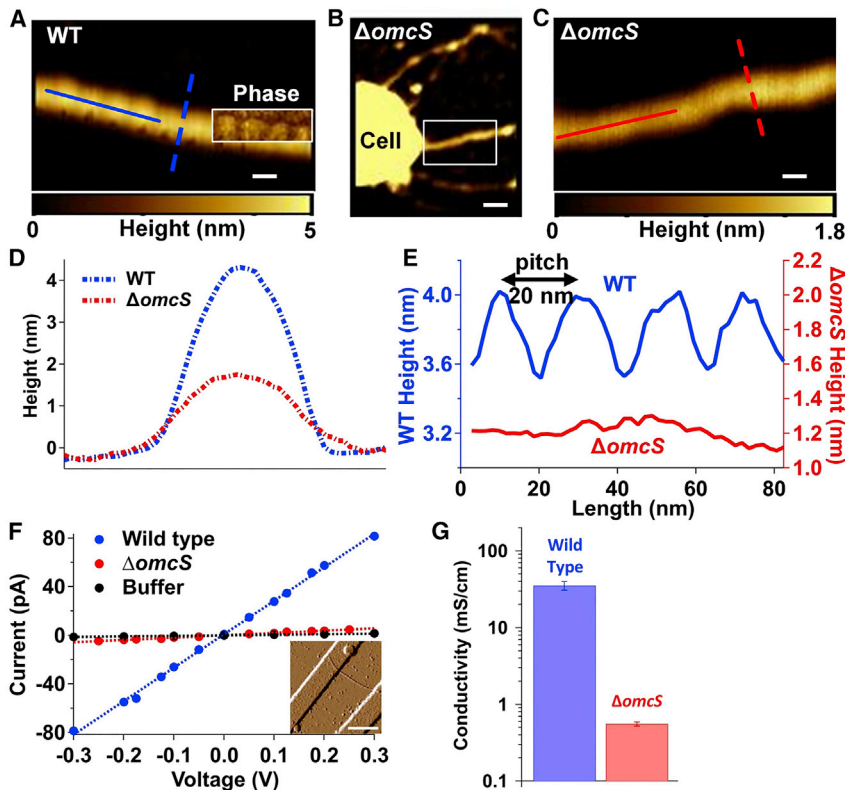 A
WT
Phase
0
5
Height (nm)
B
ΔomcS
Cell
C
ΔomcS
0
1.8
Height (nm)
D
4
3
2
1
0
Height (nm)
WT
ΔomcS
E
pitch
20 nm
WT
ΔomcS
4.0
3.6
3.2
WT Height (nm)
2.2
2.0
1.8
1.6
1.4
1.2
1.0
ΔomcS Height (nm)
0
20
40
60
80
Length (nm)
F
80
40
0
-40
-80
Current (pA)
Wild type
ΔomcS
Buffer
-0.3
-0.2
-0.1
0.0
0.1
0.2
0.3
Voltage (V)
G
100
10
1
0.1
Conductivity (mS/cm)
Wild
Type
ΔomcS